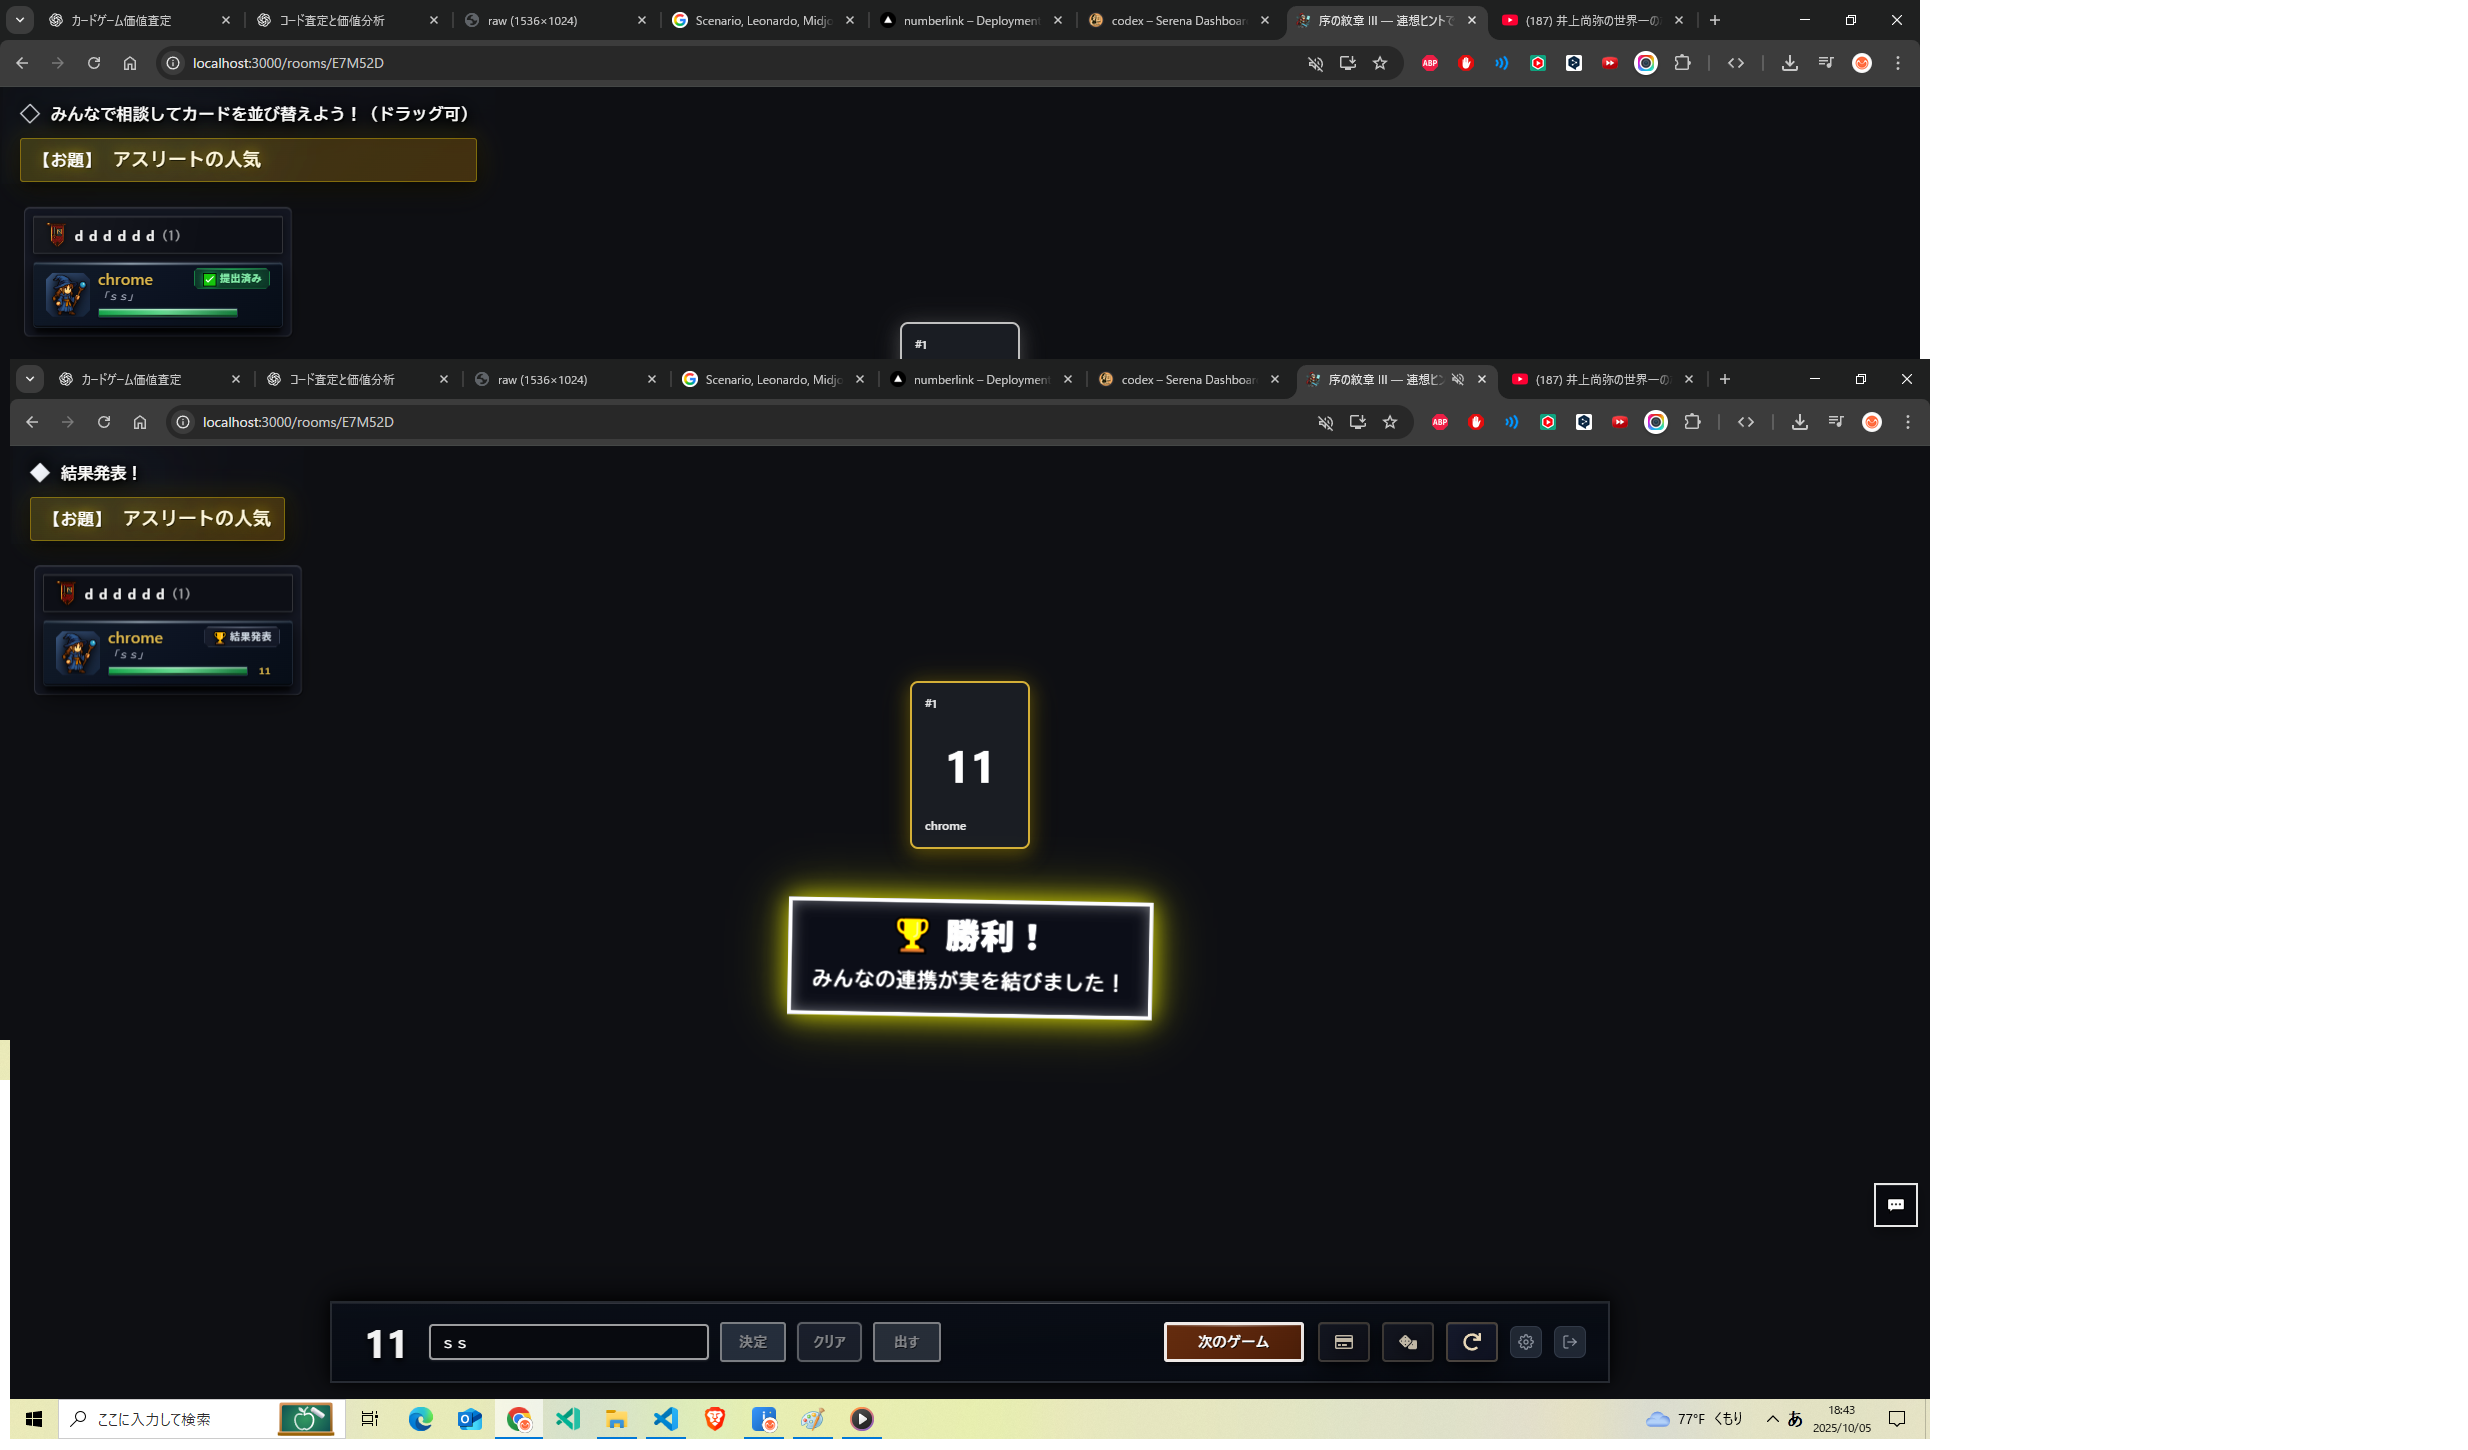 カードゲーム価値査定
コード査定と価値分析
raw (1536×1024)
Scenario, Leonardo, Midjo
numberlink – Deployment
codex – Serena Dashboar
序の紋章 III — 連想ヒントで
(187) 井上尚弥の世界一の
localhost:3000/rooms/E7M52D
みんなで相談してカードを並び替えよう！（ドラッグ可）
【お題】 アスリートの人気
ｄｄｄｄｄｄ (1)
chrome
提出済み
「ｓｓ」
#1
カードゲーム価値査定
コード査定と価値分析
raw (1536×1024)
Scenario, Leonardo, Midjo
numberlink – Deployment
codex – Serena Dashboar
序の紋章 III — 連想ヒン
(187) 井上尚弥の世界一の
localhost:3000/rooms/E7M52D
結果発表！
【お題】 アスリートの人気
ｄｄｄｄｄｄ (1)
chrome
結果発表
「ｓｓ」
11
#1
11
chrome
勝利！
みんなの連携が実を結びました！
11
ｓｓ
決定
クリア
出す
次のゲーム
ここに入力して検索
77°F くもり
あ
18:43
2025/10/05